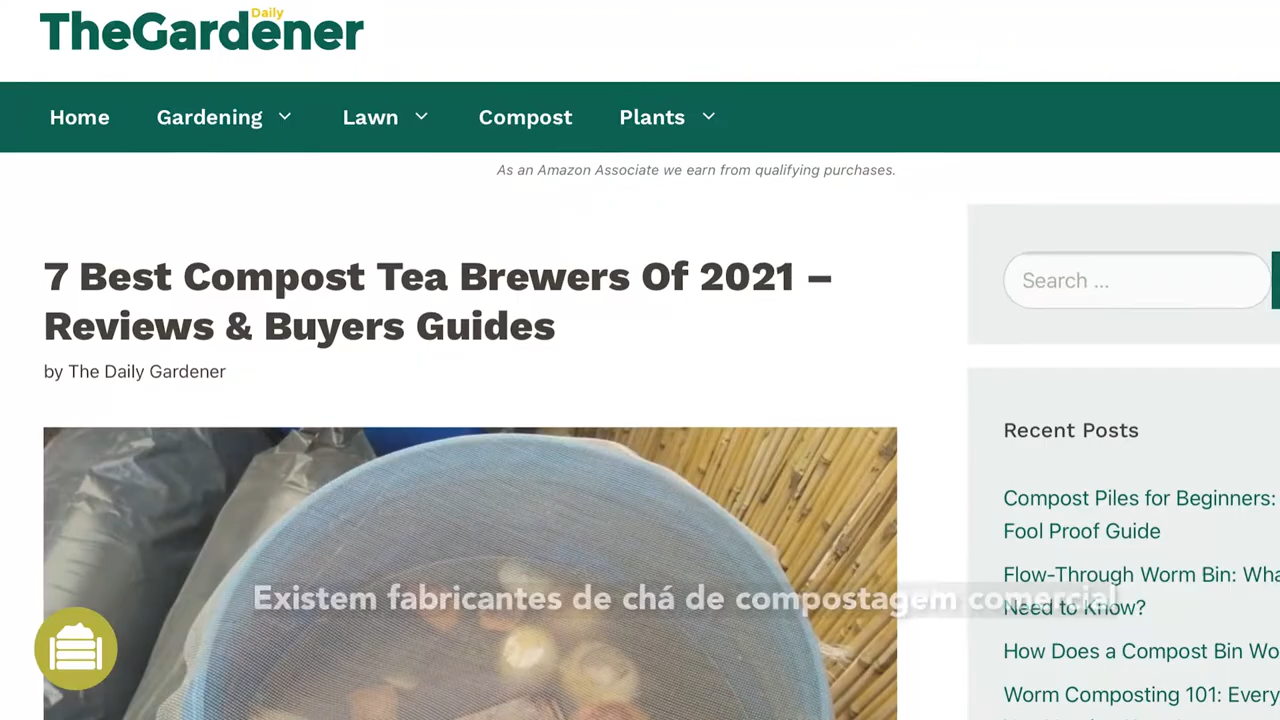 Daily
TheGardener
Home Gardening Lawn Compost Plants
As an Amazon Associate we earn from qualifying purchases.
7 Best Compost Tea Brewers Of 2021 –
Reviews & Buyers Guides
by The Daily Gardener
Search ...
Recent Posts
Compost Piles for Beginners:
Fool Proof Guide
Flow-Through Worm Bin:
Need to Know?
How Does a Compost Bin
Worm Composting 101:
Existem fabricantes de chá de compostagem comercial